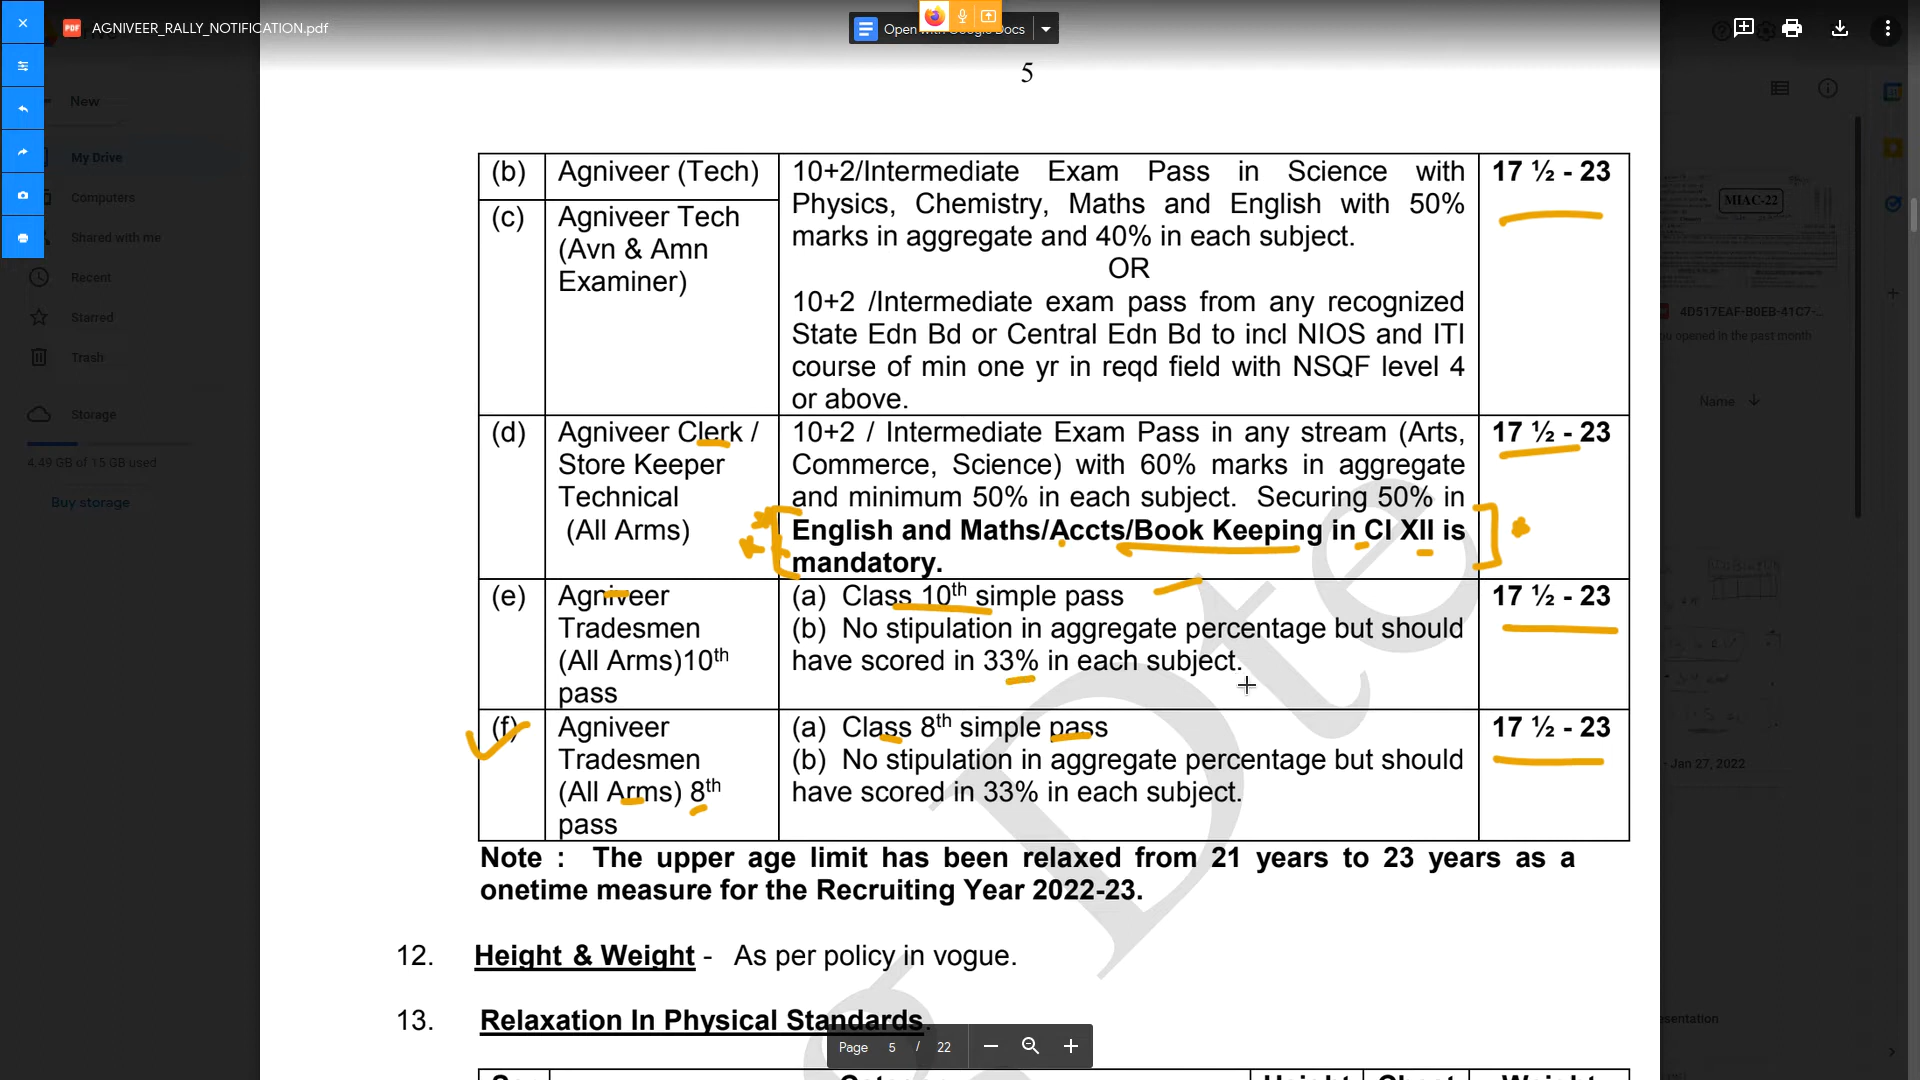 AGNIVEER_RALLY_NOTIFICATION.pdf
5
New
My Drive
Computers
Shared with me
Recent
Starred
Trash
Storage
4.49 GB of 15 GB used
Buy storage
(b) Agniveer (Tech)
(c) Agniveer Tech
(Avn & Amn
Examiner)
10+2/Intermediate Exam Pass in Science with
Physics, Chemistry, Maths and English with 50%
marks in aggregate and 40% in each subject.
OR
10+2 /Intermediate exam pass from any recognized
State Edn Bd or Central Edn Bd to incl NIOS and ITI
course of min one yr in reqd field with NSQF level 4
or above.
17 ½ - 23
(d) Agniveer Clerk /
Store Keeper
Technical
(All Arms)
10+2 / Intermediate Exam Pass in any stream (Arts,
Commerce, Science) with 60% marks in aggregate
and minimum 50% in each subject. Securing 50% in
English and Maths/Accts/Book Keeping in Cl XII is
mandatory.
17 ½ - 23
(e) Agniveer
Tradesmen
(All Arms)10th
pass
(a) Class 10th simple pass
(b) No stipulation in aggregate percentage but should
have scored in 33% in each subject.
17 ½ - 23
(f) Agniveer
Tradesmen
(All Arms) 8th
pass
(a) Class 8th simple pass
(b) No stipulation in aggregate percentage but should
have scored in 33% in each subject.
17 ½ - 23
Note : The upper age limit has been relaxed from 21 years to 23 years as a
onetime measure for the Recruiting Year 2022-23.
12. Height & Weight - As per policy in vogue.
13. Relaxation In Physical Standards.
Page 5 / 22
MIAC-22
4D517EAF-B0EB-41C7-...
ou opened in the past month
Name
- Jan 27, 2022
Dte